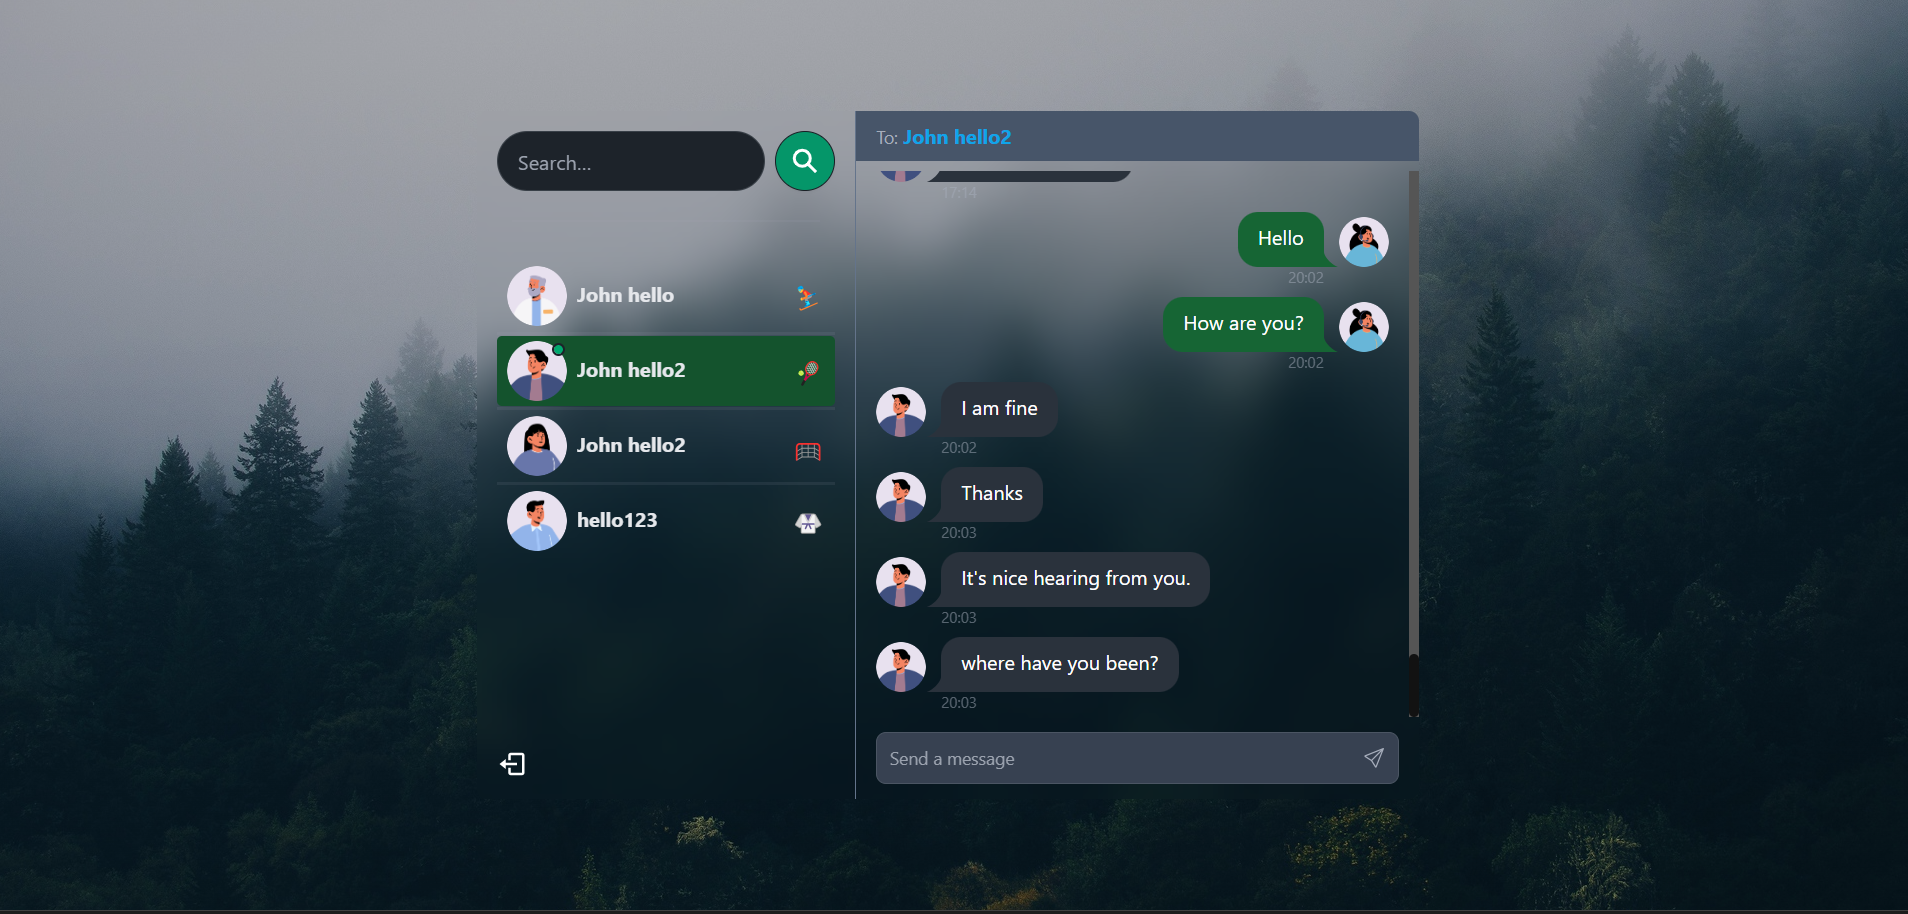 Search...
John hello
John hello2
John hello2
hello123
To: John hello2
17:14
Hello
20:02
How are you?
20:02
I am fine
20:02
Thanks
20:03
It's nice hearing from you.
20:03
where have you been?
20:03
Send a message